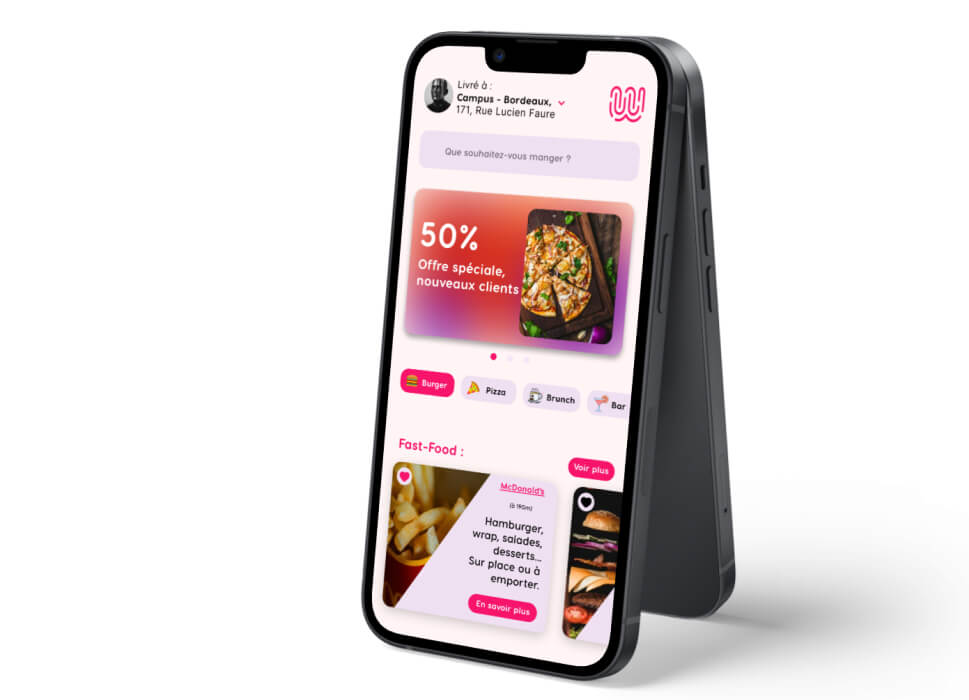 Livré à :
Campus - Bordeaux,
171, Rue Lucien Faure
Que souhaitez-vous manger ?
50%
Offre spéciale,
nouveaux clients
Burger
Pizza
Brunch
Bar
Fast-Food :
Voir plus
McDonald's
(à 190m)
Hamburger,
wrap, salades,
desserts...
Sur place ou à
emporter.
En savoir plus